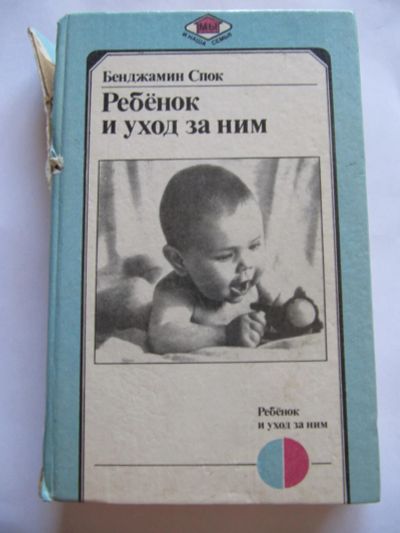 МЫ
И НАША СЕМЬЯ
Бенджамин Спок
Ребёнок
и уход за ним
Ребёнок
и уход за ним